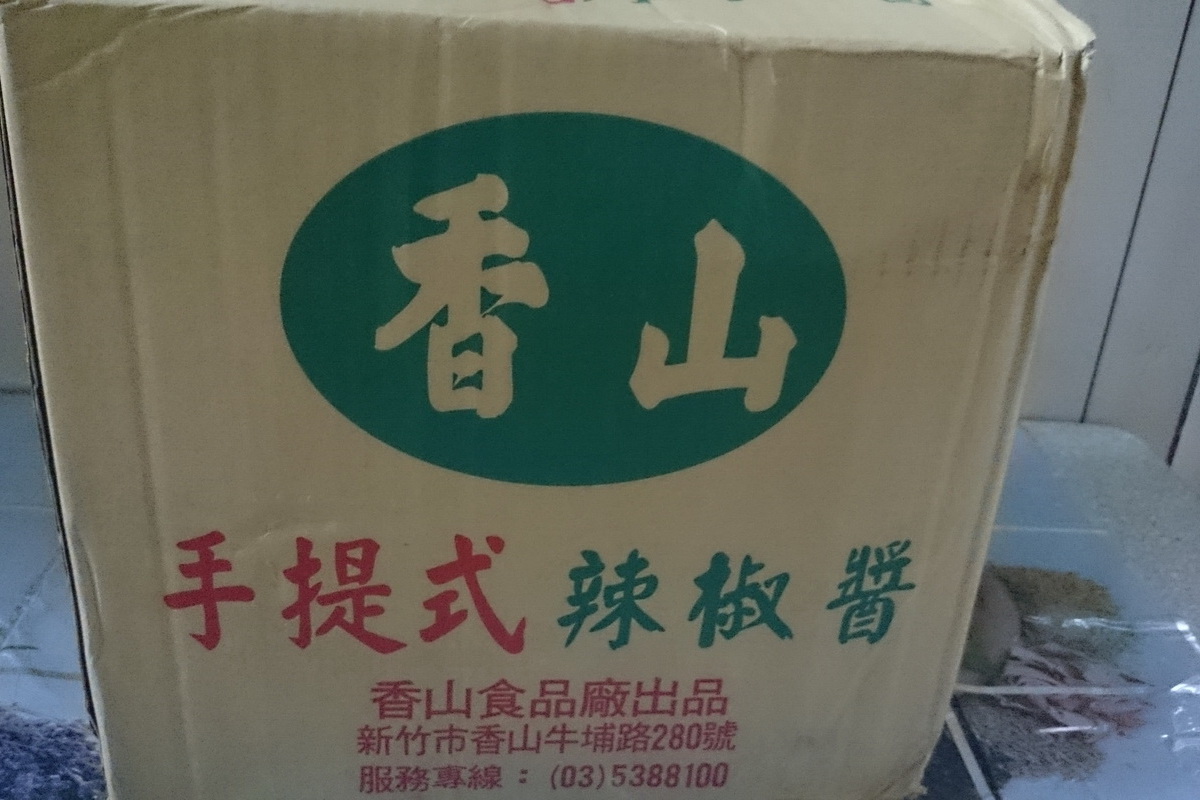 香山
手提式辣椒醬
香山食品廠出品
新竹市香山牛埔路280號
服務專線：(03)5388100